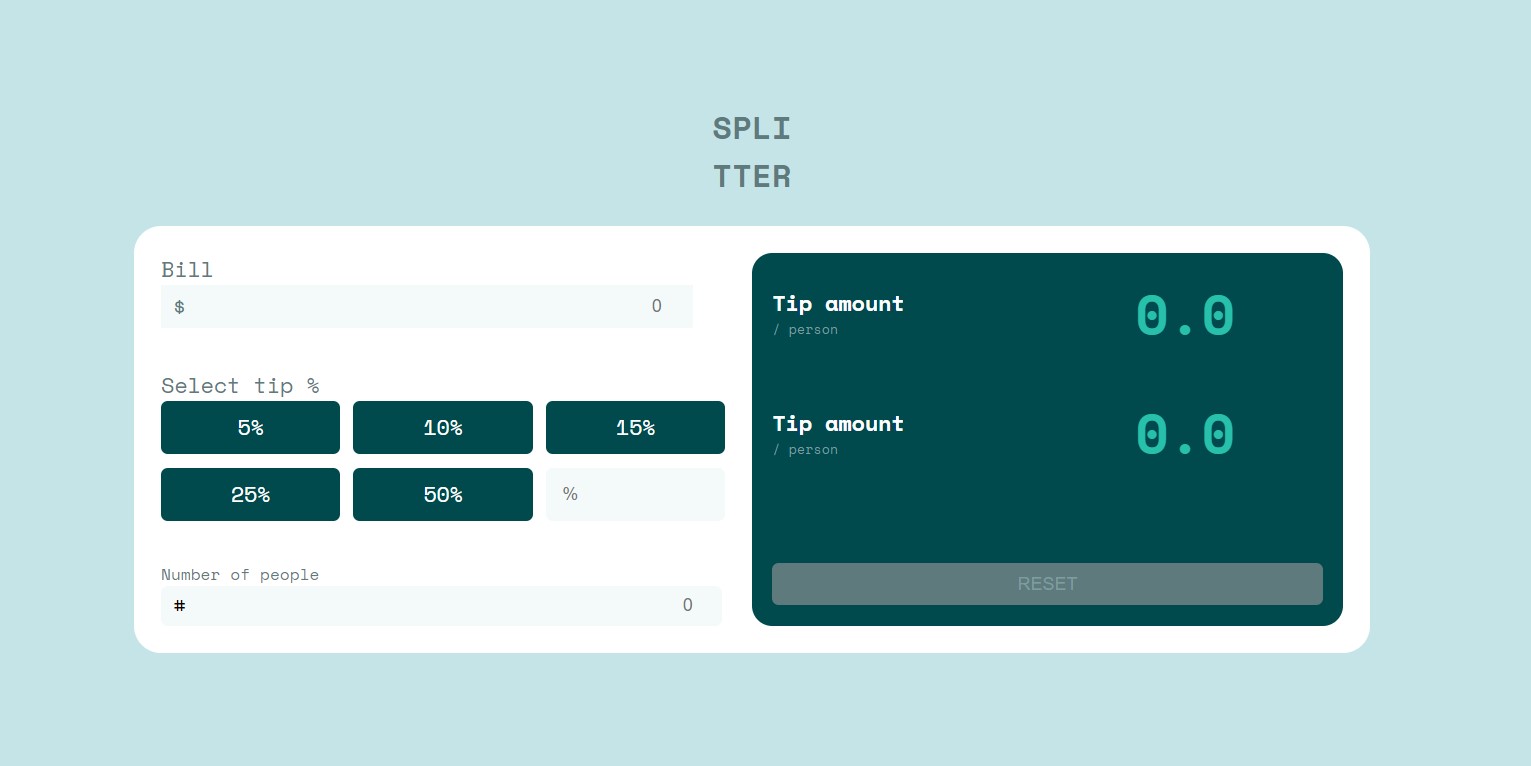 SPLI
TTER
Bill
$ 0
Select tip %
5% 10% 15%
25% 50% %
Number of people
# 0
Tip amount 0.0
/ person
Tip amount 0.0
/ person
RESET